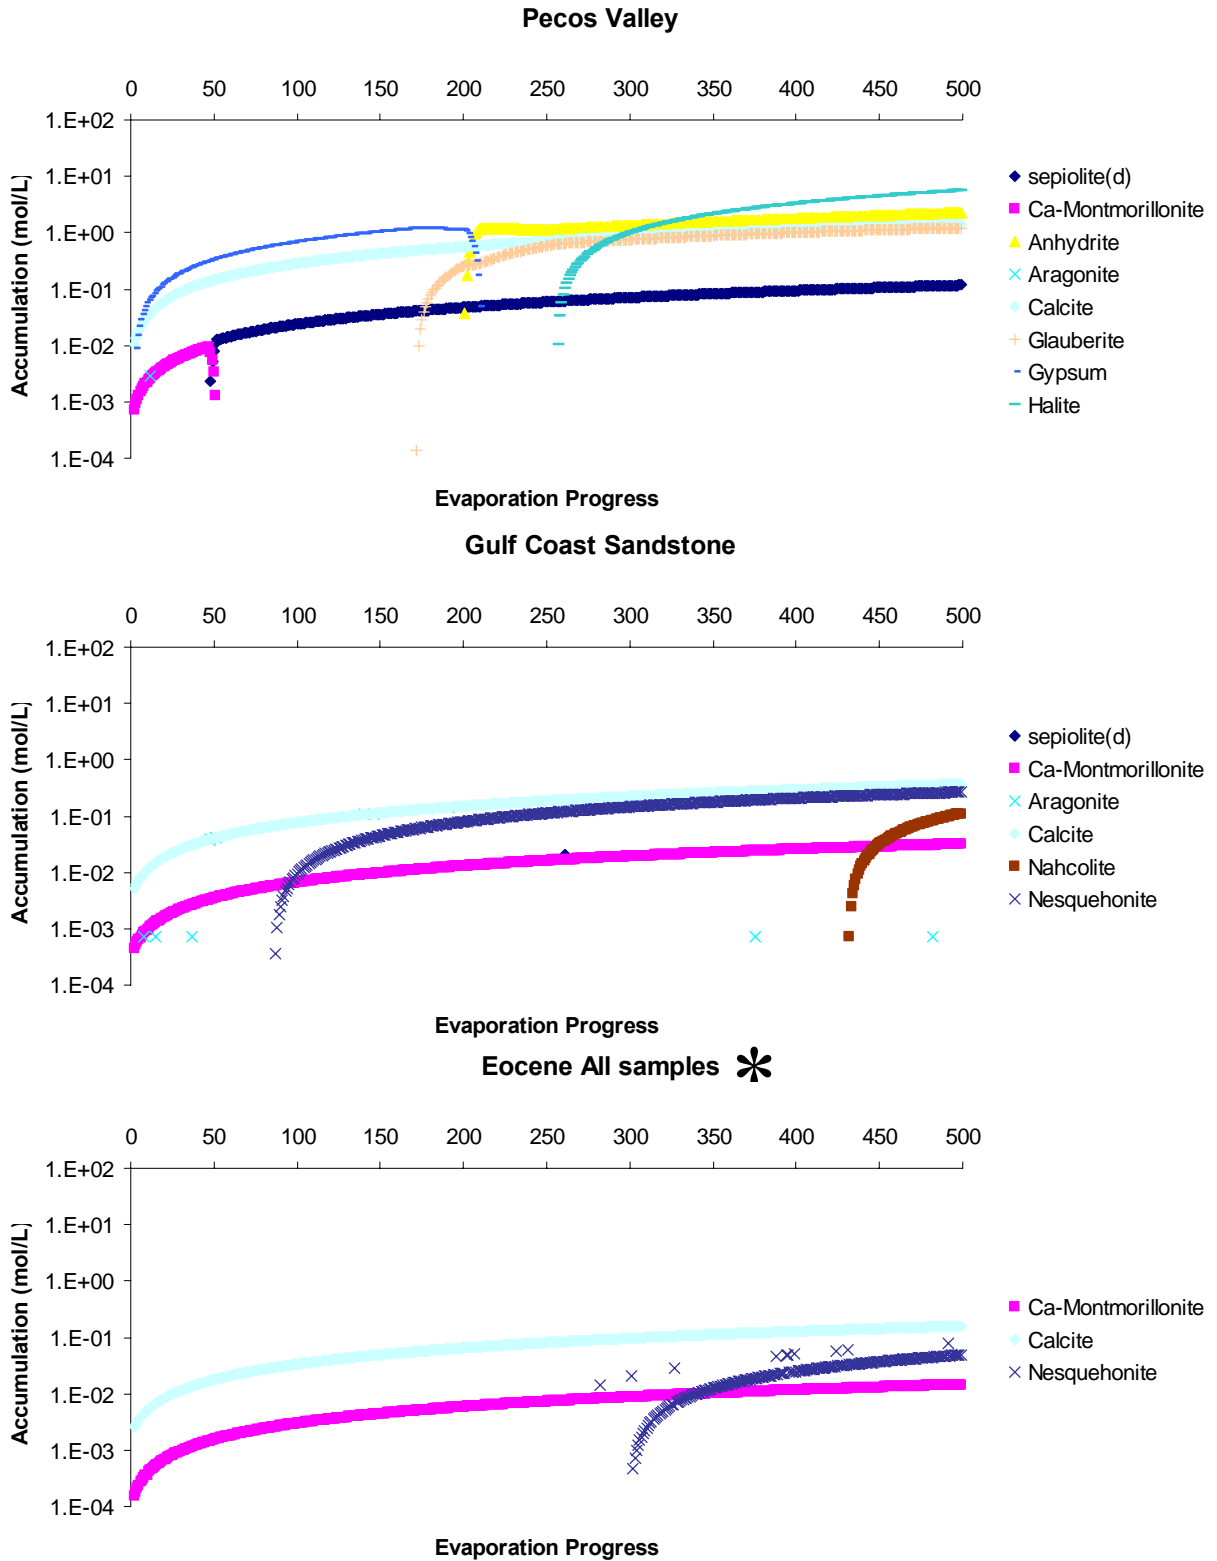 Pecos Valley
0 50 100 150 200 250 300 350 400 450 500
1.E+02
1.E+01
1.E+00
1.E-01
1.E-02
1.E-03
1.E-04
Accumulation (mol/L)
sepiolite(d)
Ca-Montmorillonite
Anhydrite
Aragonite
Calcite
Glauberite
Gypsum
Halite
Evaporation Progress
Gulf Coast Sandstone
0 50 100 150 200 250 300 350 400 450 500
1.E+02
1.E+01
1.E+00
1.E-01
1.E-02
1.E-03
1.E-04
Accumulation (mol/L)
sepiolite(d)
Ca-Montmorillonite
Aragonite
Calcite
Nahcolite
Nesquehonite
Evaporation Progress
Eocene All samples *
0 50 100 150 200 250 300 350 400 450 500
1.E+02
1.E+01
1.E+00
1.E-01
1.E-02
1.E-03
1.E-04
Accumulation (mol/L)
Ca-Montmorillonite
Calcite
Nesquehonite
Evaporation Progress